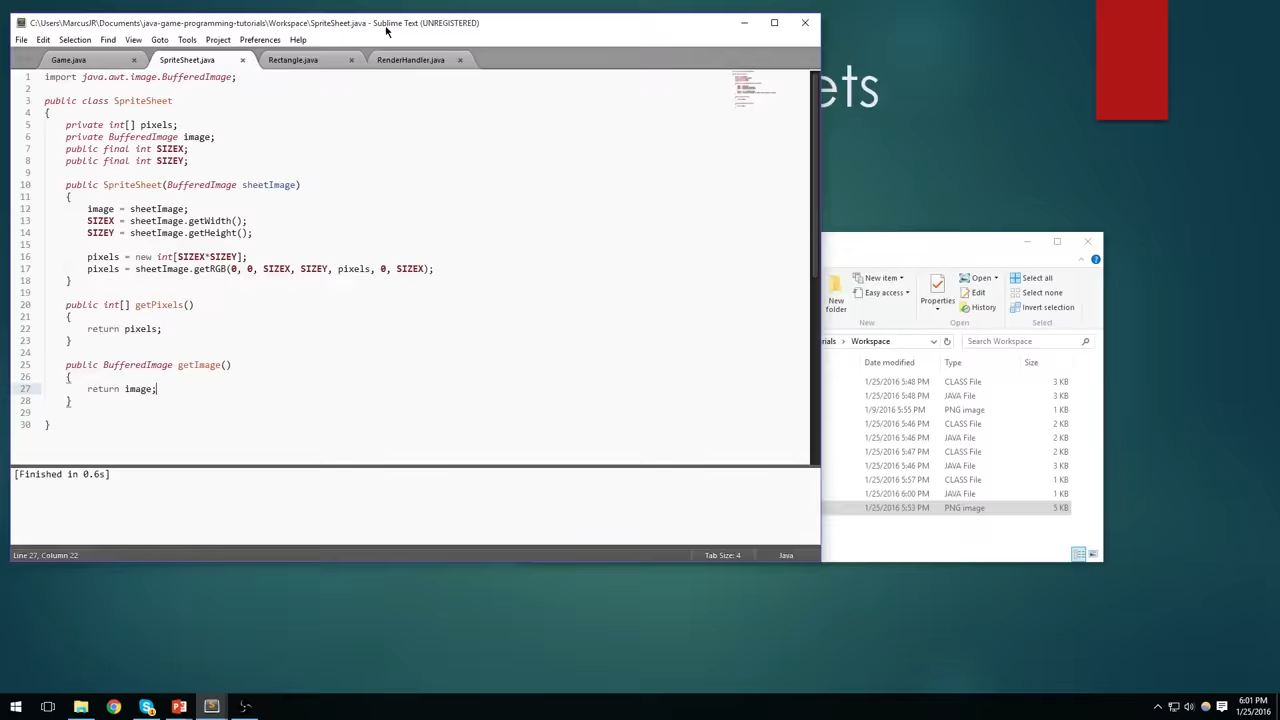 C:\Users\MarcusJR\Documents\java-game-programming-tutorials\Workspace\SpriteSheet.java - Sublime Text (UNREGISTERED)
File Edit Selection Find View Goto Tools Project Preferences Help
Game.java SpriteSheet.java Rectangle.java RenderHandler.java
1 import java.awt.image.BufferedImage;
2
3 public class SpriteSheet
4 {
5 private int[] pixels;
6 private BufferedImage image;
7 public final int SIZEX;
8 public final int SIZEY;
9
10 public SpriteSheet(BufferedImage sheetImage)
11 {
12 image = sheetImage;
13 SIZEX = sheetImage.getWidth();
14 SIZEY = sheetImage.getHeight();
15
16 pixels = new int[SIZEX*SIZEY];
17 pixels = sheetImage.getRGB(0, 0, SIZEX, SIZEY, pixels, 0, SIZEX);
18 }
19
20 public int[] getPixels()
21 {
22 return pixels;
23 }
24
25 public BufferedImage getImage()
26 {
27 return image;
28 }
29
30 }
[Finished in 0.6s]
Line 27, Column 22 Tab Size: 4 Java
ets
New item Open Select all
Easy access Edit Select none
New folder Properties History Invert selection
New Open Select
ials Workspace Search Workspace
Date modified Type Size
1/25/2016 5:48 PM CLASS File 3 KB
1/25/2016 5:48 PM JAVA File 3 KB
1/9/2016 5:55 PM PNG image 1 KB
1/25/2016 5:46 PM CLASS File 2 KB
1/25/2016 5:46 PM JAVA File 2 KB
1/25/2016 5:47 PM CLASS File 2 KB
1/25/2016 5:46 PM JAVA File 3 KB
1/25/2016 5:57 PM CLASS File 1 KB
1/25/2016 6:00 PM JAVA File 1 KB
1/25/2016 5:53 PM PNG image 5 KB
6:01 PM
1/25/2016